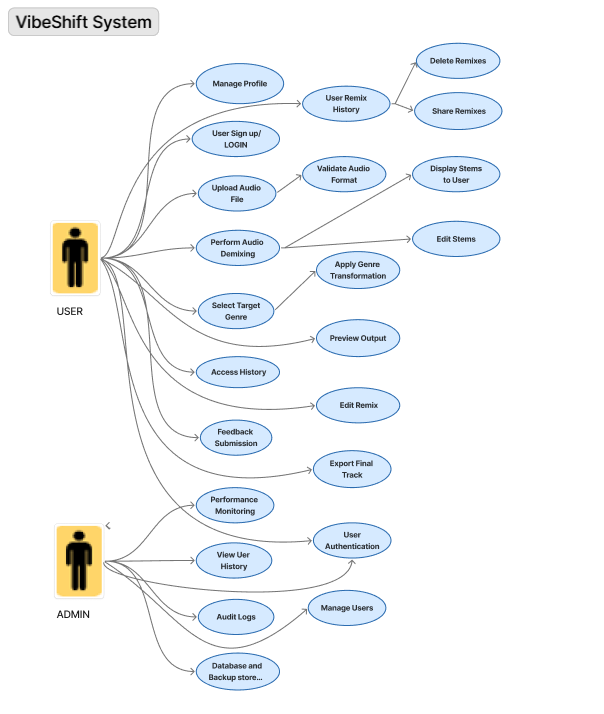 VibeShift System
Delete Remixes
Manage Profile
User Remix
History
Share Remixes
User Sign up/
LOGIN
Validate Audio
Format
Display Stems
to User
Upload Audio
File
Perform Audio
Demixing
Edit Stems
Apply Genre
Transformation
USER
Select Target
Genre
Preview Output
Access History
Edit Remix
Feedback
Submission
Export Final
Track
Performance
Monitoring
User
Authentication
View Uer
History
ADMIN
Audit Logs
Manage Users
Database and
Backup store...